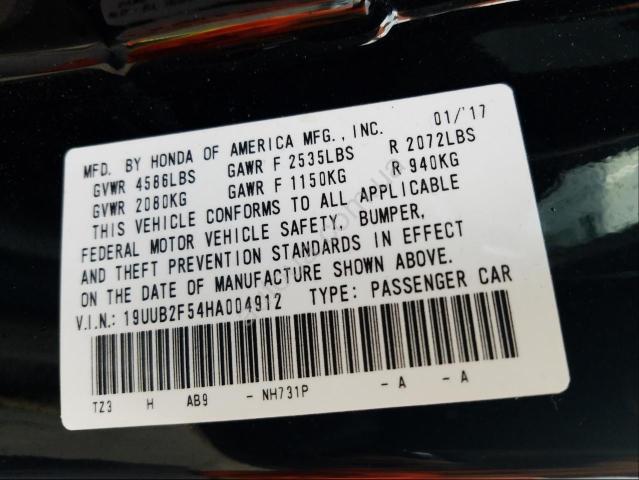 MFD. BY HONDA OF AMERICA MFG., INC. 01/'17
GVWR 4586LBS GAWR F 2535LBS R 2072LBS
GVWR 2080KG GAWR F 1150KG R 940KG
THIS VEHICLE CONFORMS TO ALL APPLICABLE
FEDERAL MOTOR VEHICLE SAFETY, BUMPER,
AND THEFT PREVENTION STANDARDS IN EFFECT
ON THE DATE OF MANUFACTURE SHOWN ABOVE.
V.I.N.: 19UUB2F54HA004912 TYPE: PASSENGER CAR
TZ3 H AB9 - NH731P - A - A